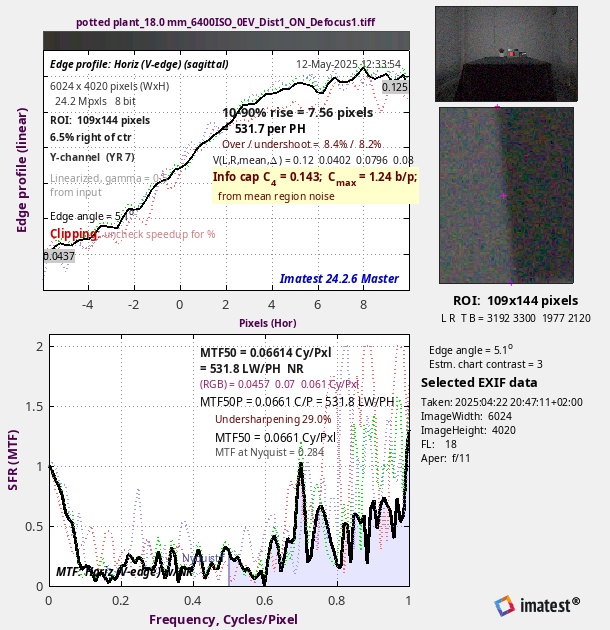 potted plant_18.0 mm_6400ISO_0EV_Dist1_ON_Defocus1.tiff
Edge profile: Horiz (V-edge) (sagittal)
12-May-2025 12:33:54
6024 x 4020 pixels (WxH)
24.2 Mpxls 8 bit
0.125
ROI: 109x144 pixels
6.5% right of ctr
Y-channel (YR 7)
Linearized, gamma =
from input
Edge angle = 5.1°
Clipping: uncheck speedup for %
0.0437
10-90% rise = 7.56 pixels
= 531.7 per PH
Over / undershoot = 8.4% / 8.2%
V(L,R,mean,Δ) = 0.12 0.0402 0.0796 0.08
Info cap C4 = 0.143; Cmax = 1.24 b/p;
from mean region noise
Imatest 24.2.6 Master
Edge profile (linear)
-4 -2 0 2 4 6 8
Pixels (Hor)
ROI: 109x144 pixels
L R T B = 3192 3300 1977 2120
Edge angle = 5.1°
Estm. chart contrast = 3
Selected EXIF data
Taken: 2025:04:22 20:47:11+02:00
ImageWidth: 6024
ImageHeight: 4020
FL: 18
Aper: f/11
MTF50 = 0.06614 Cy/Pxl
= 531.8 LW/PH NR
(RGB) = 0.0457 0.07 0.061 Cy/Pxl
MTF50P = 0.0661 C/P = 531.8 LW/PH
Undersharpening 29.0%
MTF50 = 0.0661 Cy/Pxl
MTF at Nyquist = 0.284
Nyquist
MTF: Horiz (V-edge) w/NR
SFR (MTF)
2
1.5
1
0.5
0
0 0.2 0.4 0.6 0.8 1
Frequency, Cycles/Pixel
imatest®